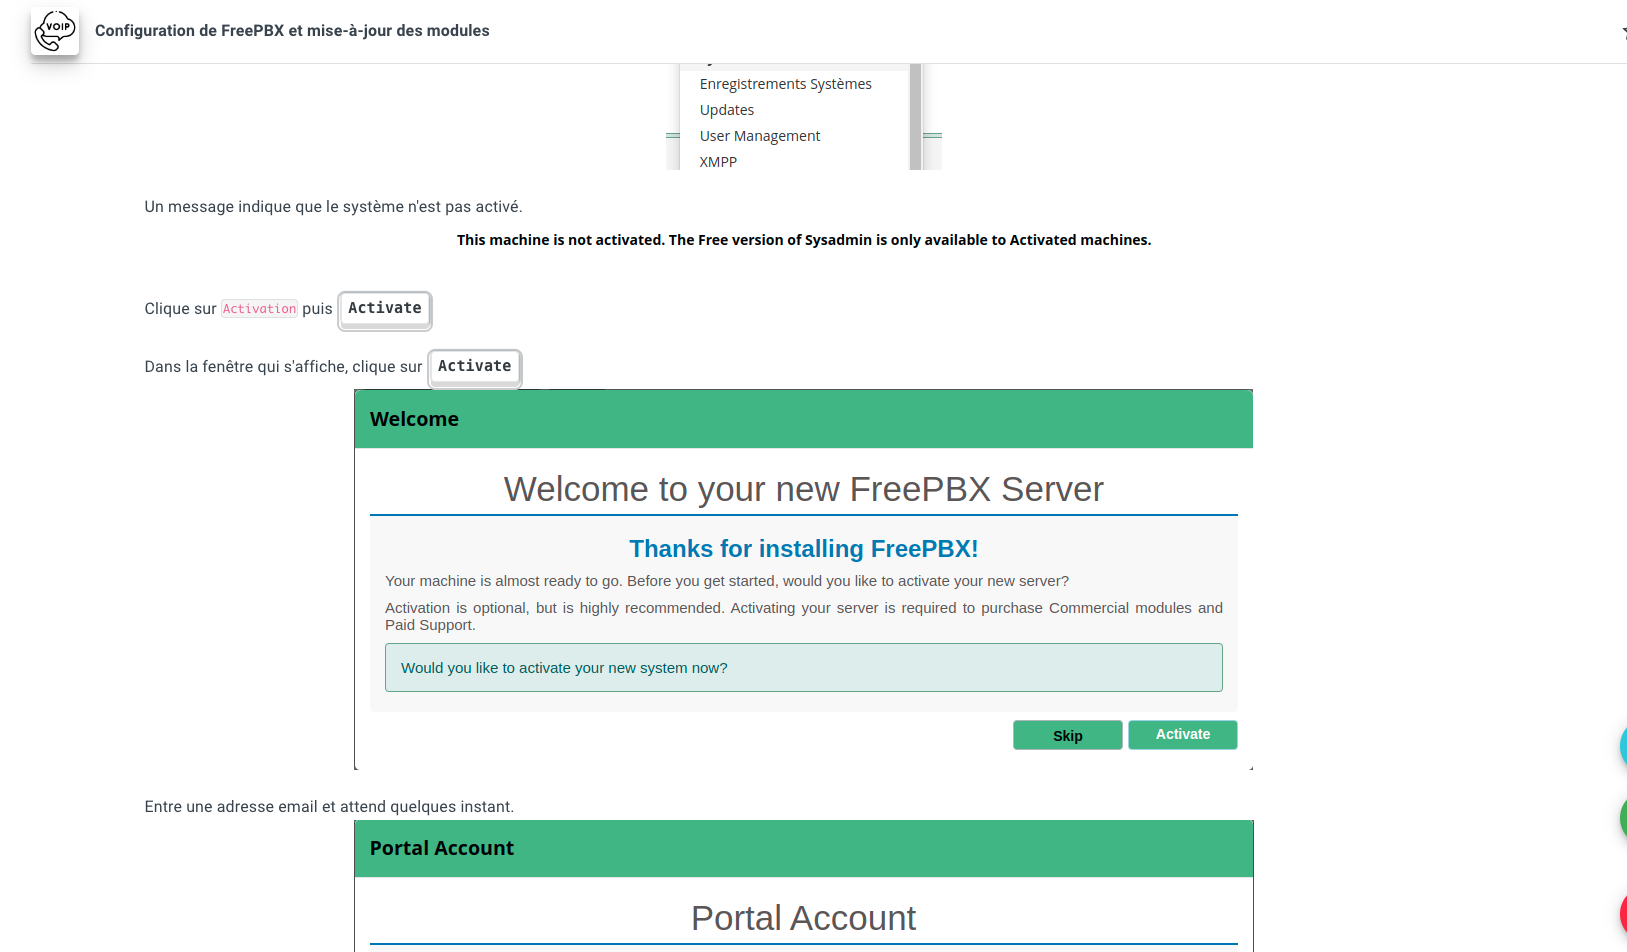 VOIP
Configuration de FreePBX et mise-à-jour des modules
Enregistrements Systèmes
Updates
User Management
XMPP
Un message indique que le système n'est pas activé.
This machine is not activated. The Free version of Sysadmin is only available to Activated machines.
Clique sur Activation puis Activate
Dans la fenêtre qui s'affiche, clique sur Activate
Welcome
Welcome to your new FreePBX Server
Thanks for installing FreePBX!
Your machine is almost ready to go. Before you get started, would you like to activate your new server?
Activation is optional, but is highly recommended. Activating your server is required to purchase Commercial modules and
Paid Support.
Would you like to activate your new system now?
Skip Activate
Entre une adresse email et attend quelques instant.
Portal Account
Portal Account